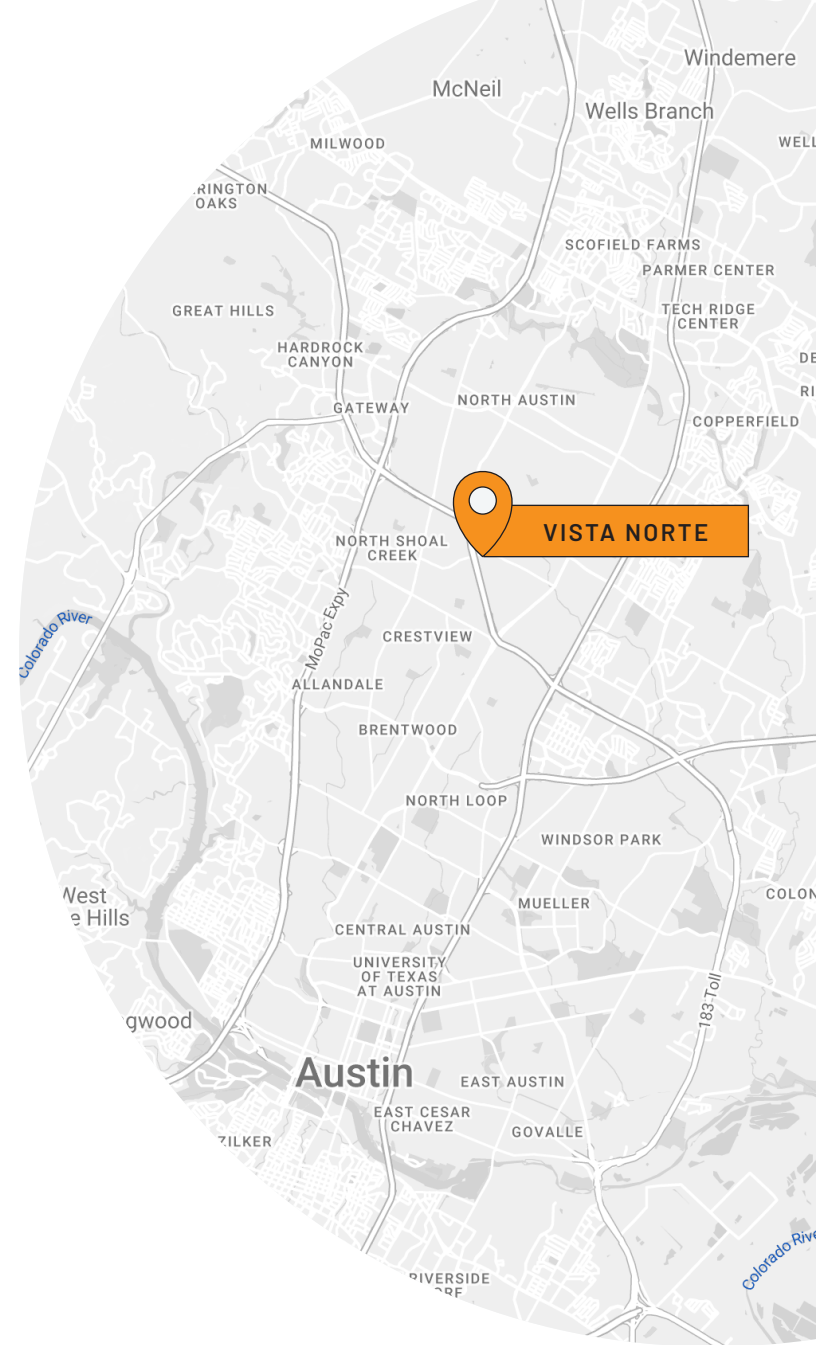 Windemere
McNeil
Wells Branch
MILWOOD
WELL
RINGTON
OAKS
SCOFIELD FARMS
PARMER CENTER
GREAT HILLS
TECH RIDGE
CENTER
HARDROCK
CANYON
DE
RI
GATEWAY
NORTH AUSTIN
COPPERFIELD
VISTA NORTE
NORTH SHOAL
CREEK
MoPac Expy
Colorado River
CRESTVIEW
ALLANDALE
BRENTWOOD
NORTH LOOP
WINDSOR PARK
West
e Hills
MUELLER
COLON
CENTRAL AUSTIN
UNIVERSITY
OF TEXAS
AT AUSTIN
183 Toll
gwood
Austin
EAST AUSTIN
EAST CESAR
CHAVEZ
GOVALLE
ZILKER
Colorado Rive
RIVERSIDE